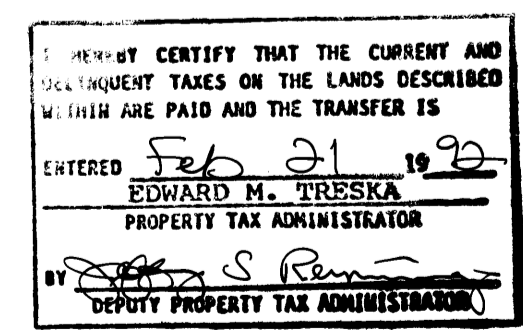 I HEREBY CERTIFY THAT THE CURRENT AND
DELINQUENT TAXES ON THE LANDS DESCRIBED
WITHIN ARE PAID AND THE TRANSFER IS
ENTERED Feb 21 1992
EDWARD M. TRESKA
PROPERTY TAX ADMINISTRATOR
BY S
DEPUTY PROPERTY TAX ADMINISTRATOR